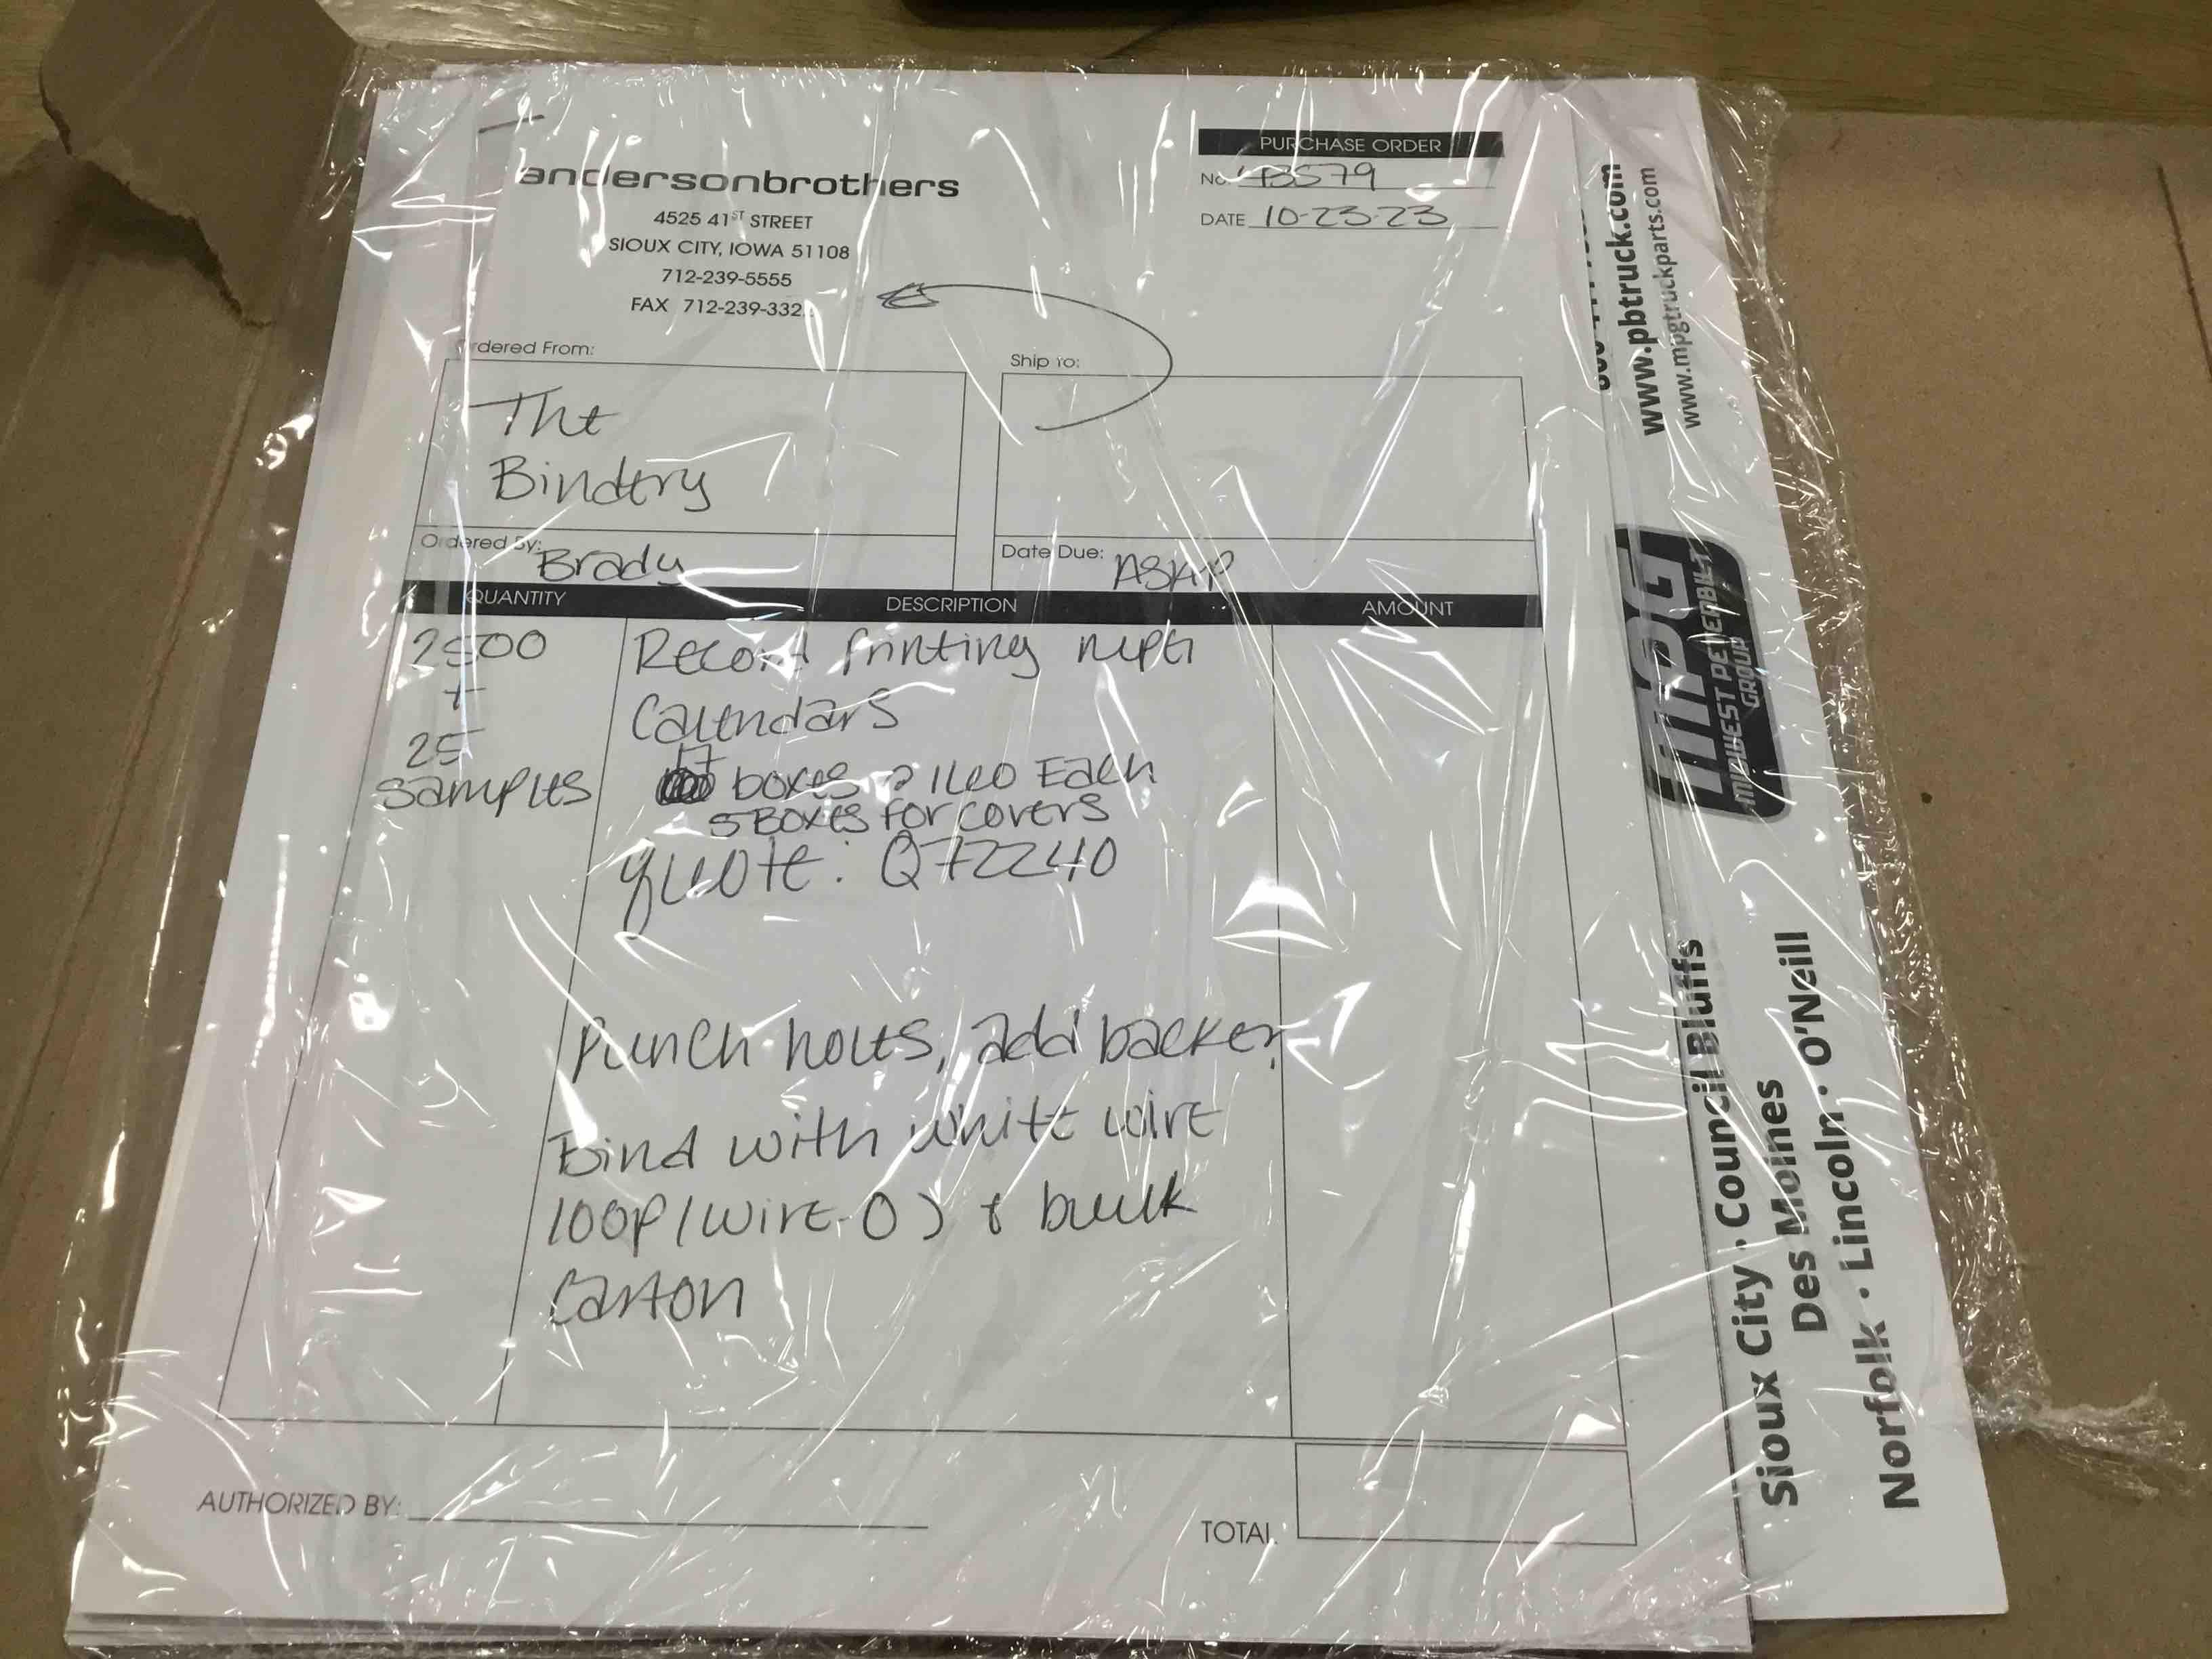 andersonbrothers
4525 41ST STREET
SIOUX CITY, IOWA 51108
712-239-5555
FAX 712-239-332
PURCHASE ORDER
No. 43579
DATE 10-23-23
Ordered From:
The
Bindery
Ship To:
Ordered By: Brady
Date Due: ASAP
QUANTITY DESCRIPTION AMOUNT
2500
+
25
samples
Record Printing MPG
Calendars
17
boxes @ 160 Each
5 Boxes for covers
Quote: Q72240
Punch holes, add backer,
Bind with white wire
loop (wire-O) & bulk
carton
AUTHORIZED BY:
TOTAL
www.pbtruck.com
www.mpgtruckparts.com
MPG
MIDWEST PETERBILT
GROUP
Sioux City · Council Bluffs
Des Moines
Norfolk · Lincoln · O'Neill